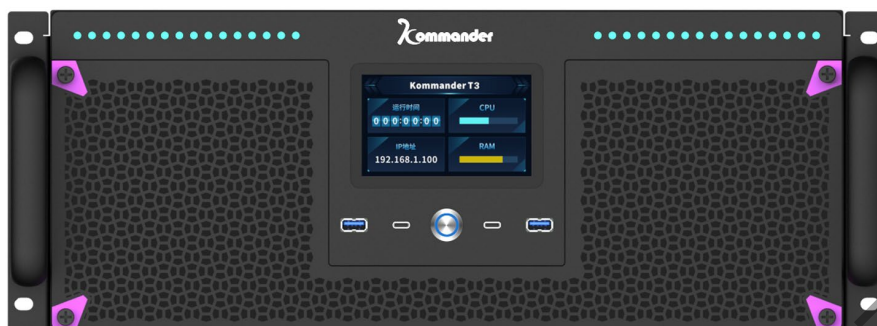 Kommander
Kommander T3
运行时间
000:00:00
CPU
IP地址
192.168.1.100
RAM